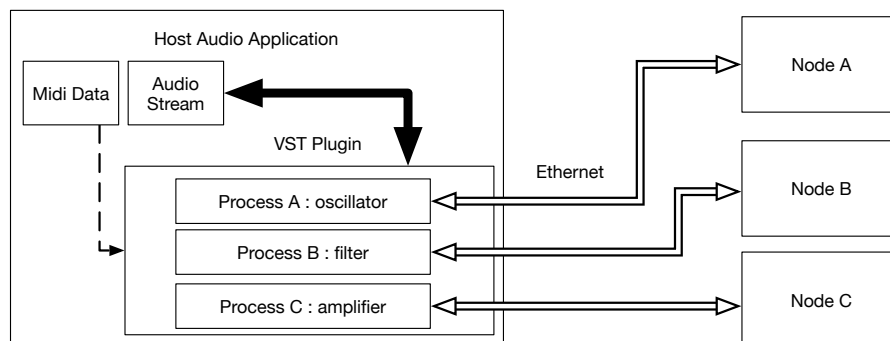 Host Audio Application
Midi Data
Audio
Stream
VST Plugin
Process A : oscillator
Process B : filter
Process C : amplifier
Ethernet
Node A
Node B
Node C